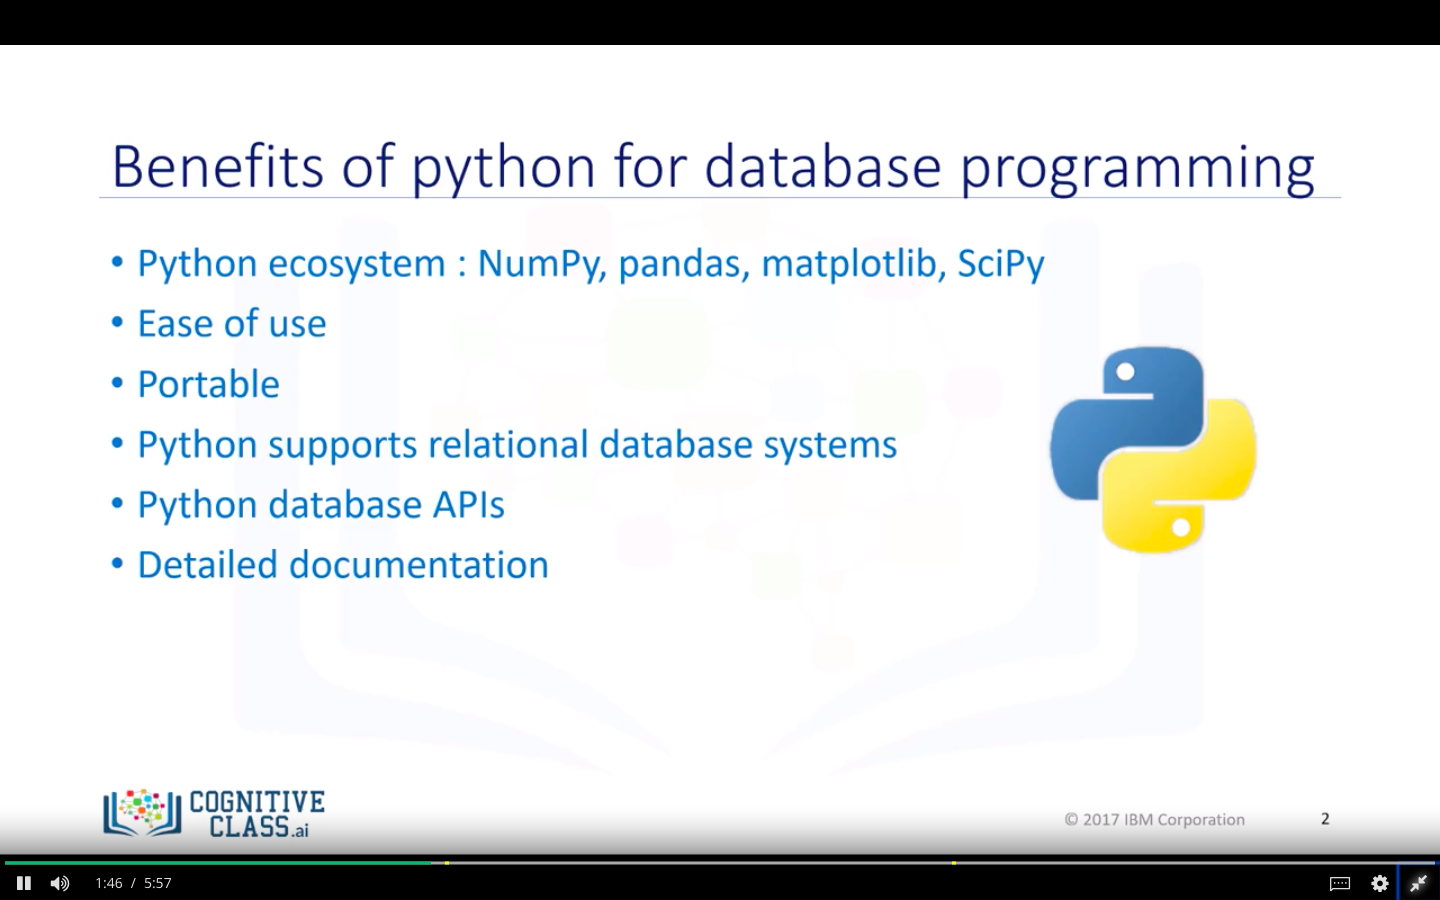 Benefits of python for database programming
• Python ecosystem : NumPy, pandas, matplotlib, SciPy
• Ease of use
• Portable
• Python supports relational database systems
• Python database APIs
• Detailed documentation
COGNITIVE
CLASS.ai
© 2017 IBM Corporation 2
1:46 / 5:57